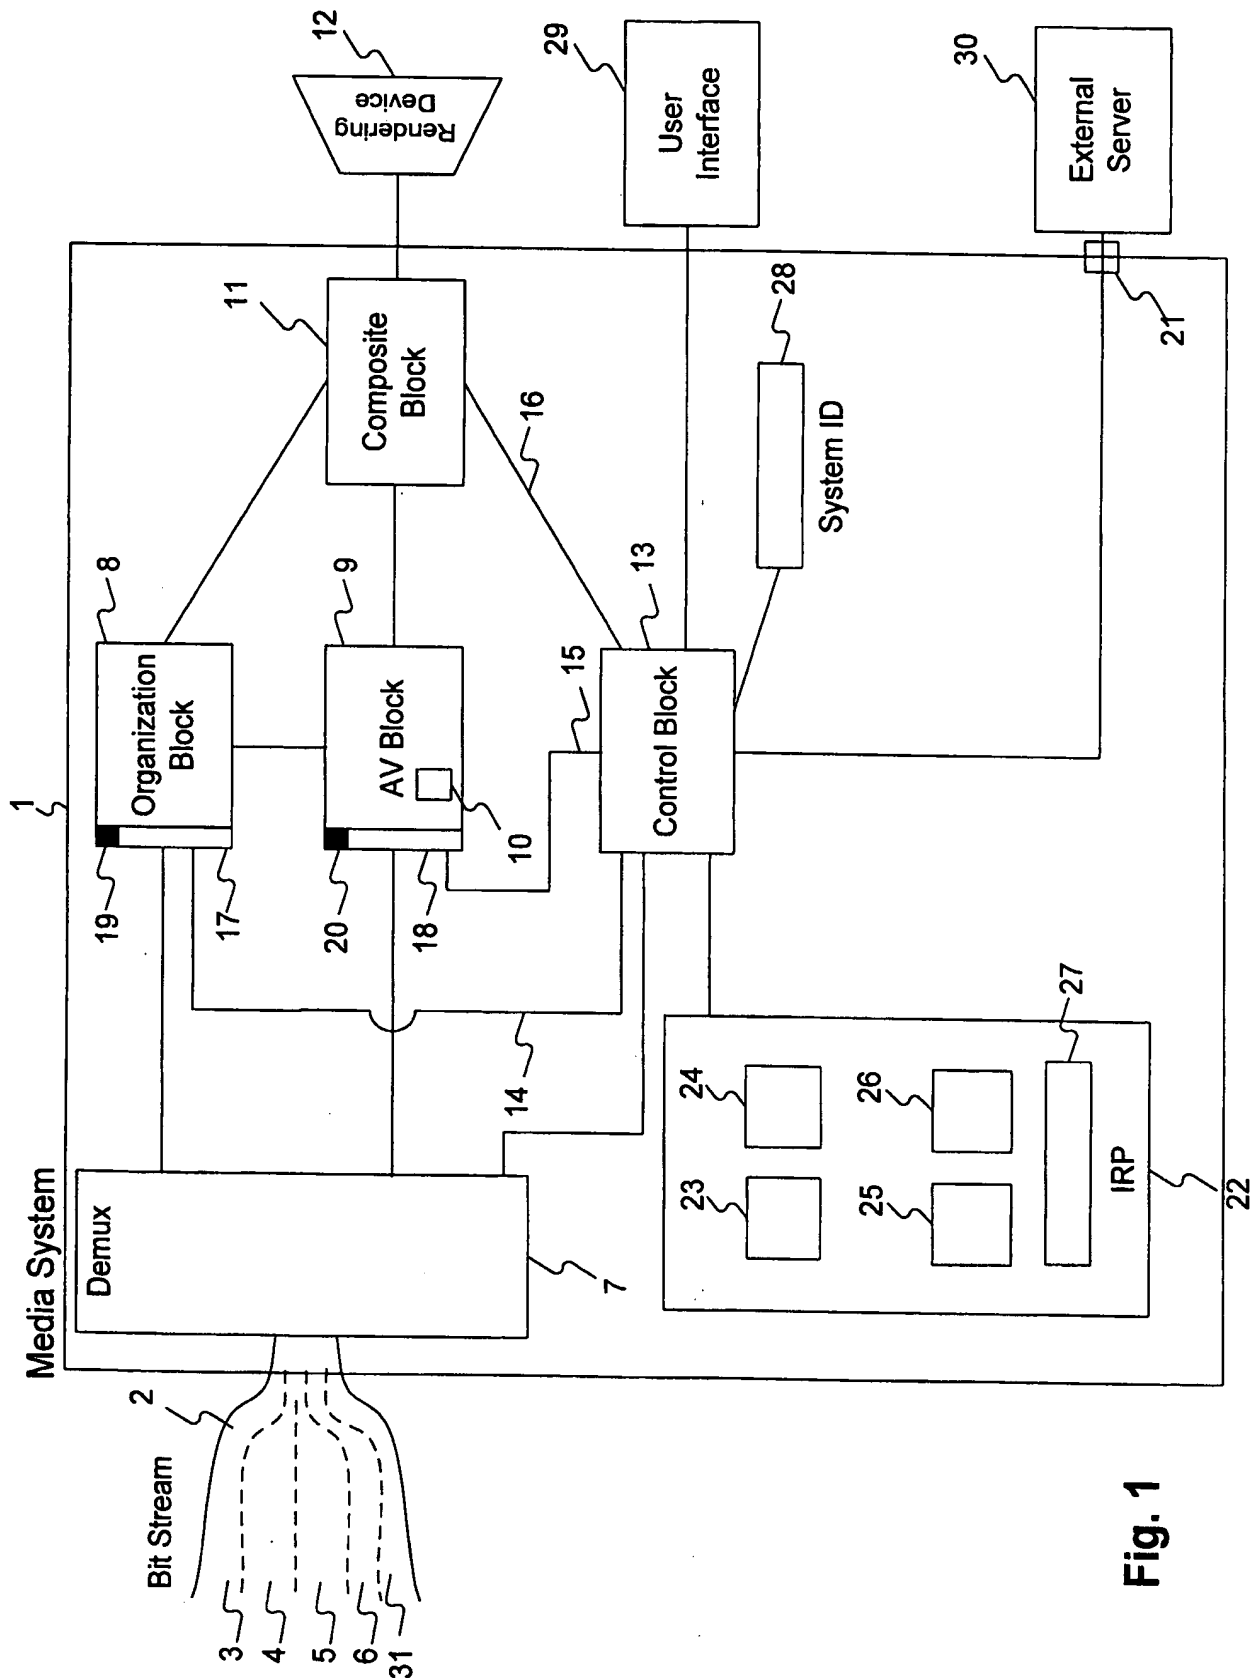 Media System
1
Bit Stream
2
3
4
5
6
31
Demux
7
19
17
Organization
Block
8
20
18
AV Block
9
10
11
Composite
Block
12
Rendering
Device
14
15
16
Control Block
13
29
User
Interface
28
System ID
30
External
Server
21
23
24
25
26
27
IRP
22
Fig. 1